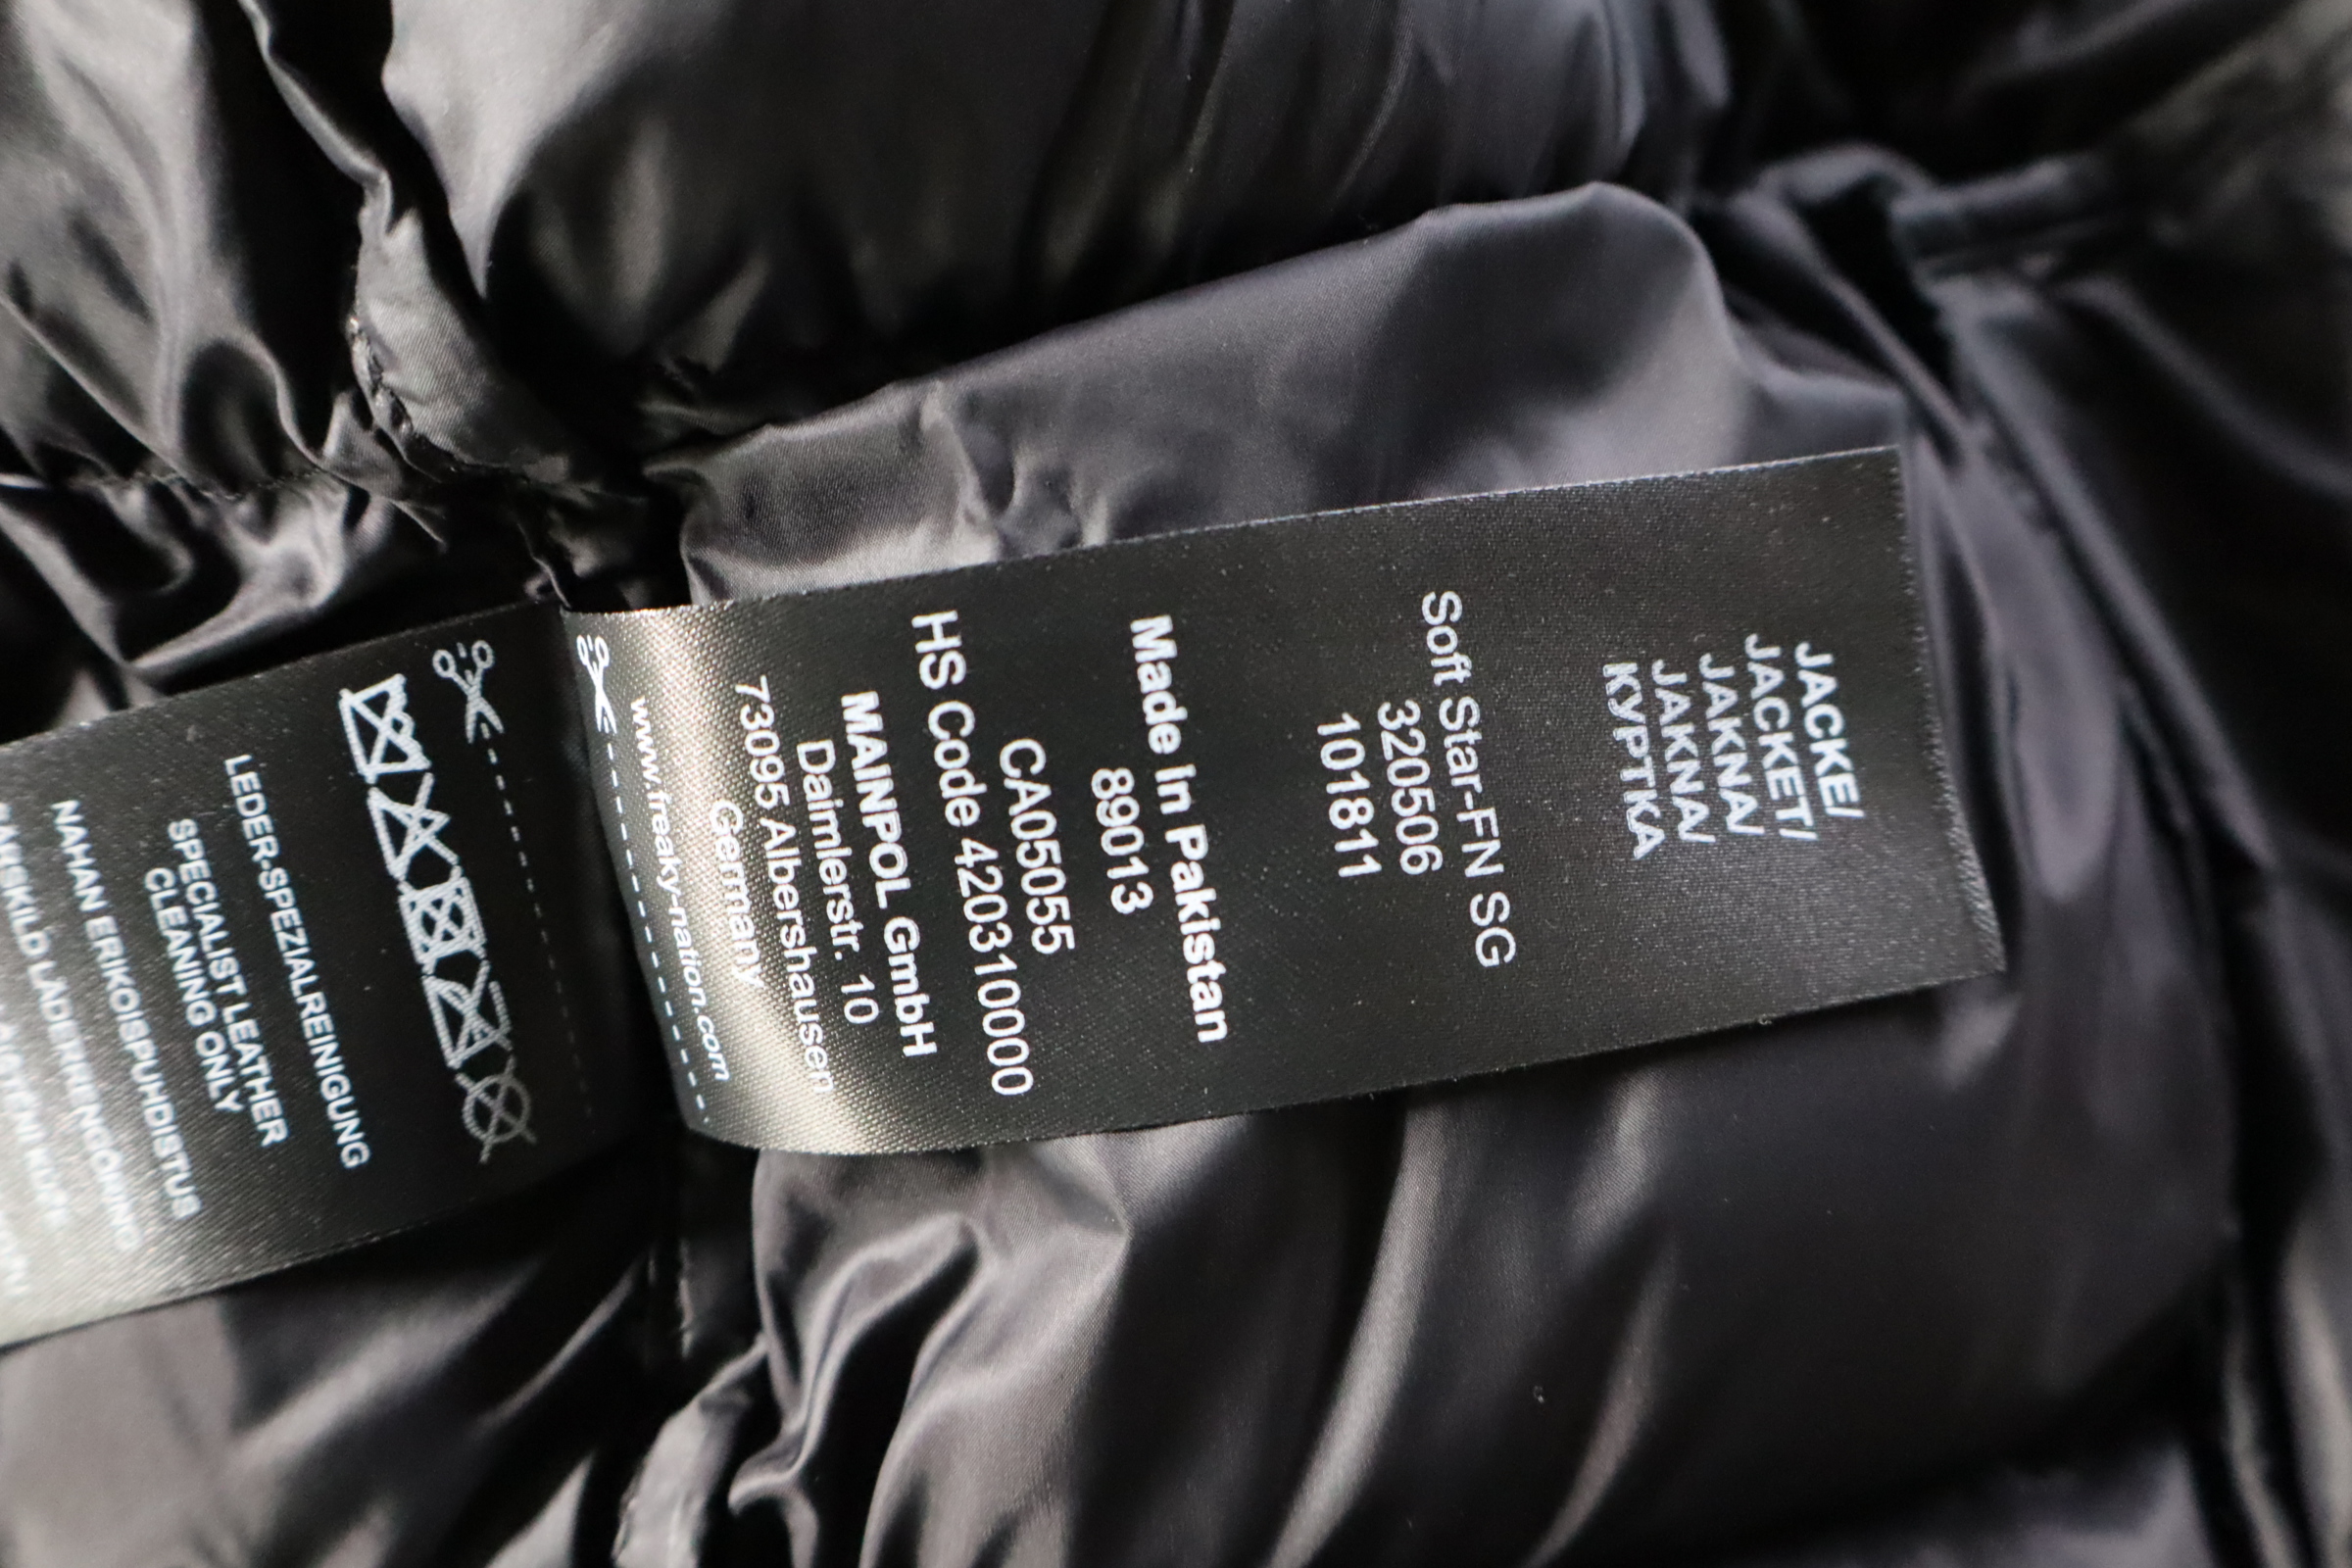 JACKE/
JACKET/
JAKNA/
JAKNA/
КУРТКА
Soft Star-FN SG
320506
101811
Made In Pakistan
89013
CA05055
HS Code 4203100000
MAINPOL GmbH
Daimlerstr. 10
73095 Albershausen
Germany
www.freaky-nation.com
LEDER-SPEZIALREINIGUNG
SPECIALIST LEATHER
CLEANING ONLY
NAHAN ERIKOISPUHDISTUS